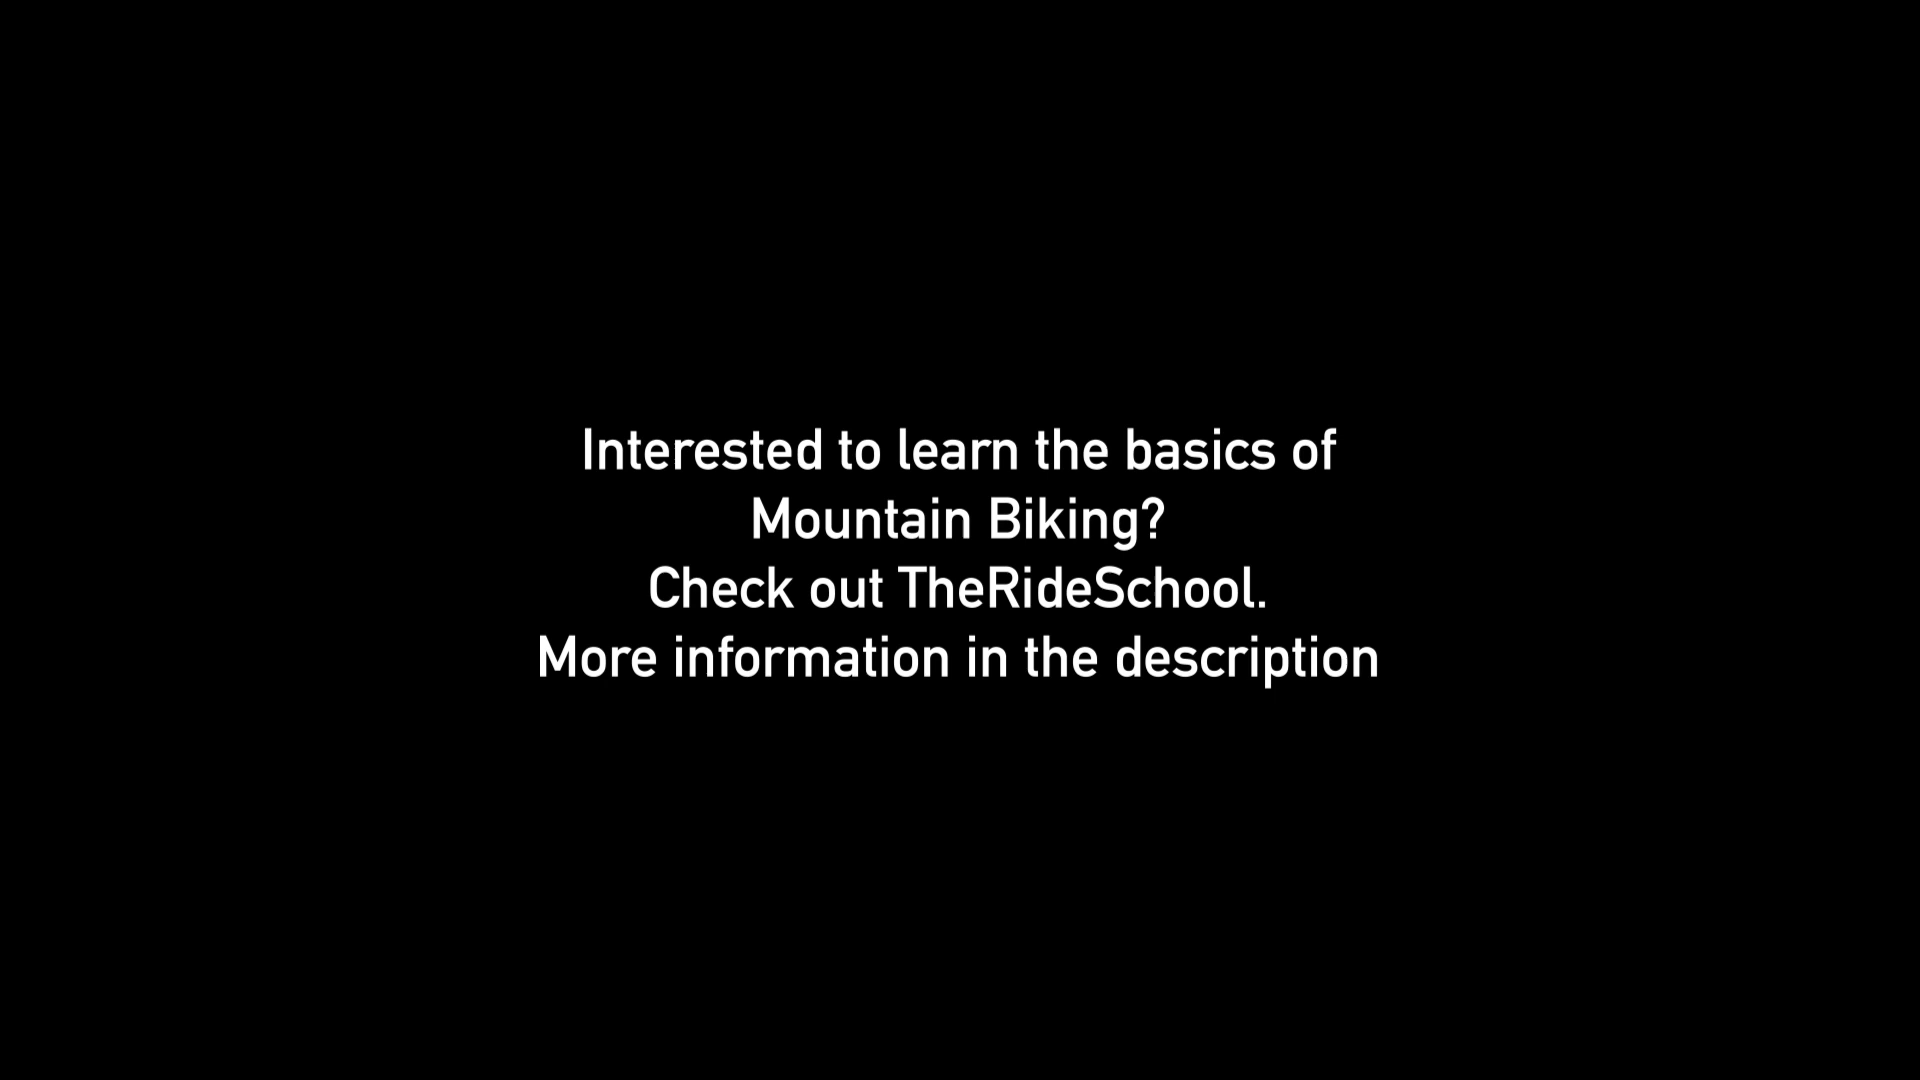 Interested to learn the basics of
Mountain Biking?
Check out TheRideSchool.
More information in the description